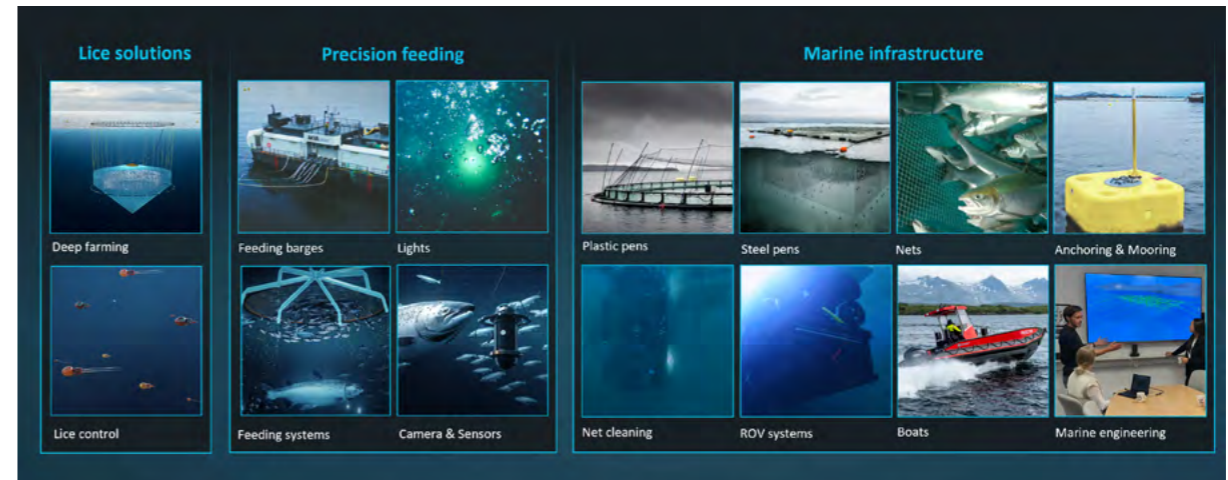 Lice solutions
Precision feeding
Marine infrastructure
Deep farming
Feeding barges
Lights
Plastic pens
Steel pens
Nets
Anchoring & Mooring
Lice control
Feeding systems
Camera & Sensors
Net cleaning
ROV systems
Boats
Marine engineering